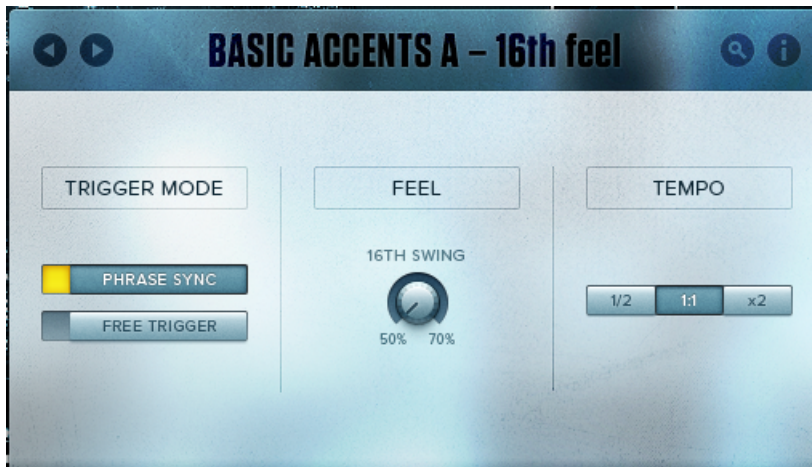 BASIC ACCENTS A – 16th feel
i
TRIGGER MODE
PHRASE SYNC
FREE TRIGGER
FEEL
16TH SWING
50% 70%
TEMPO
1/2 1:1 x2